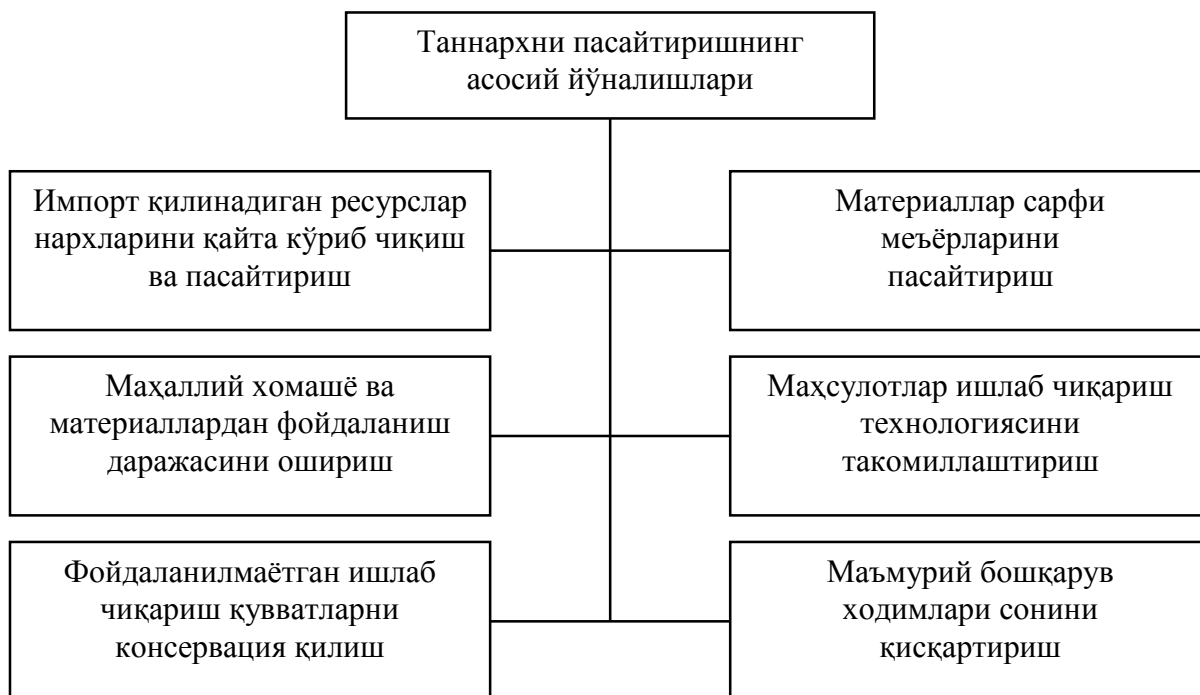 Таннархни пасайтиришнинг
асосий йўналишлари
Импорт қилинадиган ресурслар
нархларини қайта кўриб чиқиш
ва пасайтириш
Материаллар сарфи
меъёрларини
пасайтириш
Маҳаллий хомашё ва
материаллардан фойдаланиш
даражасини ошириш
Маҳсулотлар ишлаб чиқариш
технологиясини
такомиллаштириш
Фойдаланилмаётган ишлаб
чиқариш қувватларни
консервация қилиш
Маъмурий бошқарув
ходимлари сонини
қисқартириш